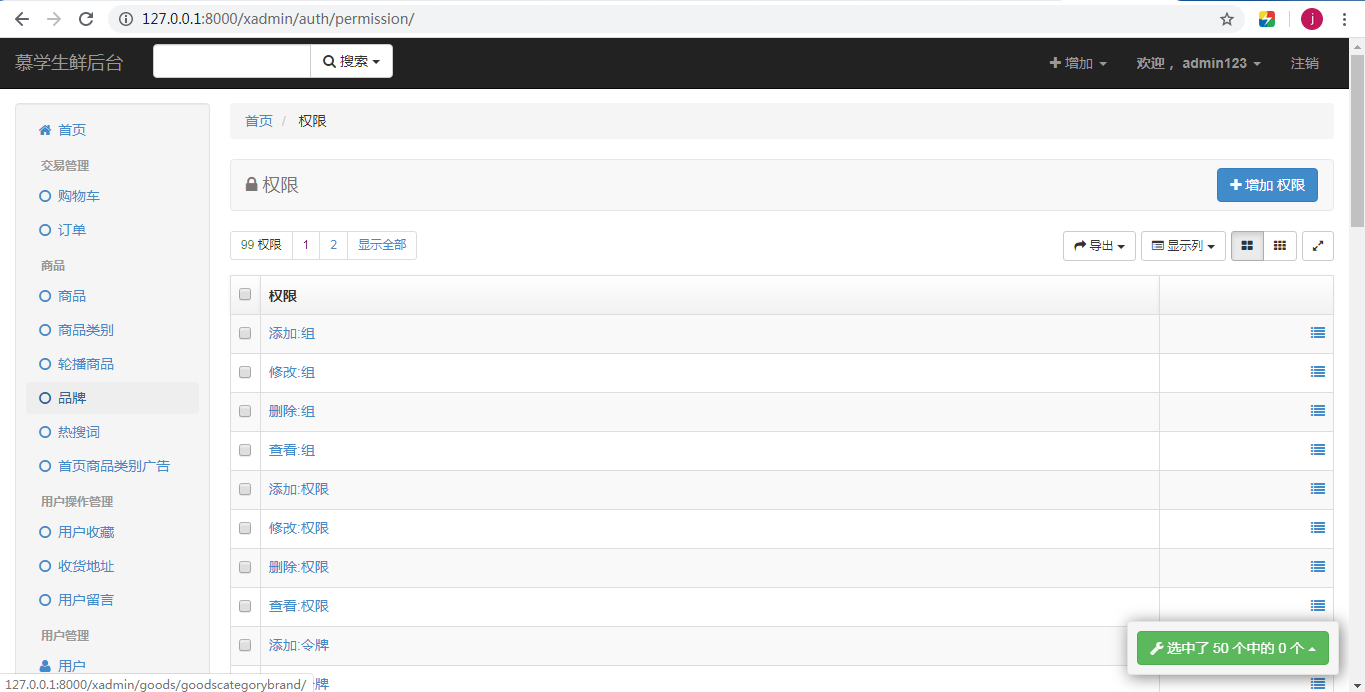 127.0.0.1:8000/xadmin/auth/permission/
j
慕学生鲜后台
搜索
增加
欢迎， admin123
注销
首页
交易管理
购物车
订单
商品
商品
商品类别
轮播商品
品牌
热搜词
首页商品类别广告
用户操作管理
用户收藏
收货地址
用户留言
用户管理
用户
首页 / 权限
权限
增加 权限
99 权限 1 2 显示全部
导出
显示列
权限
添加:组
修改:组
删除:组
查看:组
添加:权限
修改:权限
删除:权限
查看:权限
添加:令牌
牌
选中了 50 个中的 0 个
127.0.0.1:8000/xadmin/goods/goodscategorybrand/